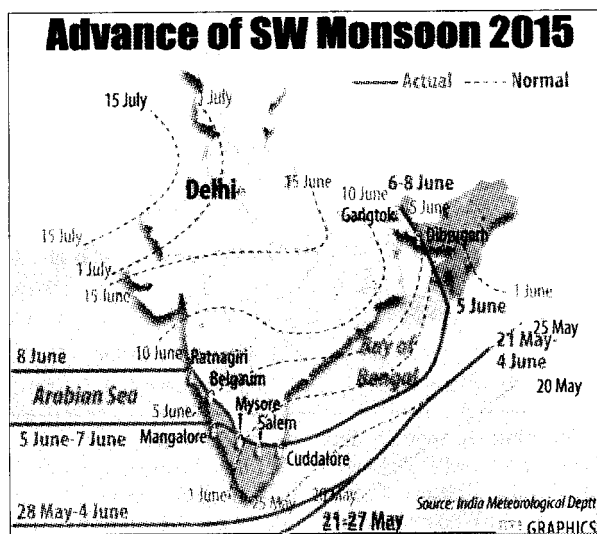 Advance of SW Monsoon 2015
Actual
Normal
15 July
1 July
Delhi
15 June
10 June
6-8 June
5 June
Gangtok
Dibrugarh
15 July
1 July
15 June
1 June
5 June
25 May
21 May-
4 June
20 May
10 June
8 June
Ratnagiri
Belgaum
Bay of
Bengal
Arabian Sea
Mysore
5 June
Salem
5 June-7 June
Mangalore
Cuddalore
1 June
25 May
20 May
28 May-4 June
21-27 May
Source: India Meteorological Deptt
GRAPHICS